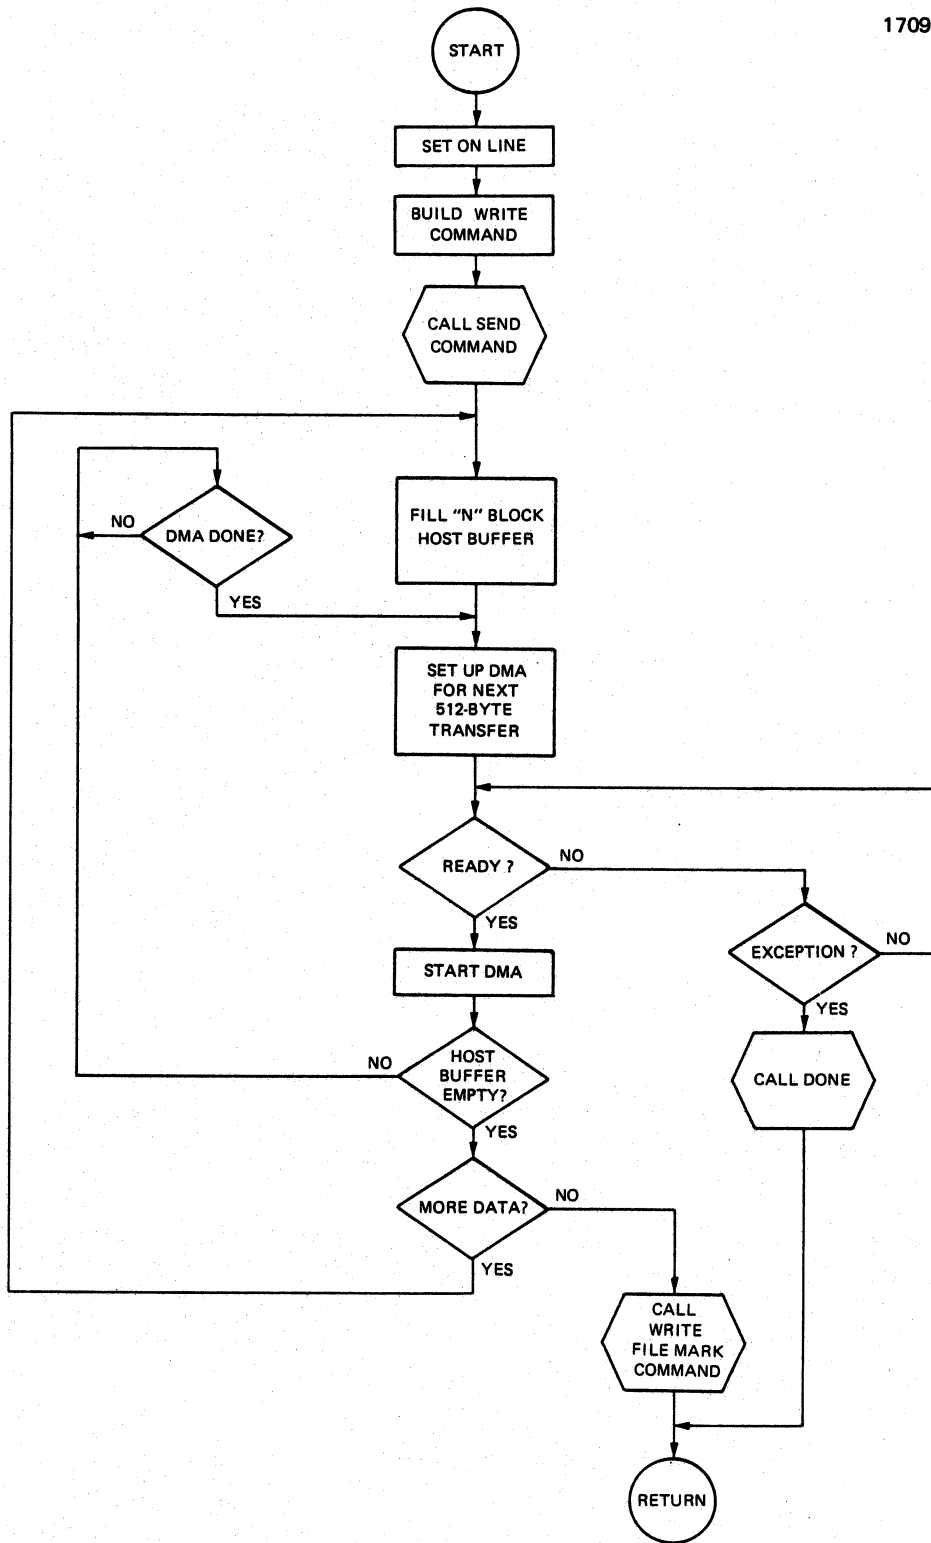 1709
START
SET ON LINE
BUILD WRITE
COMMAND
CALL SEND
COMMAND
NO
DMA DONE?
YES
FILL "N" BLOCK
HOST BUFFER
SET UP DMA
FOR NEXT
512-BYTE
TRANSFER
READY ?
NO
YES
EXCEPTION ?
NO
YES
START DMA
NO
HOST
BUFFER
EMPTY?
YES
CALL DONE
MORE DATA?
NO
YES
CALL
WRITE
FILE MARK
COMMAND
RETURN